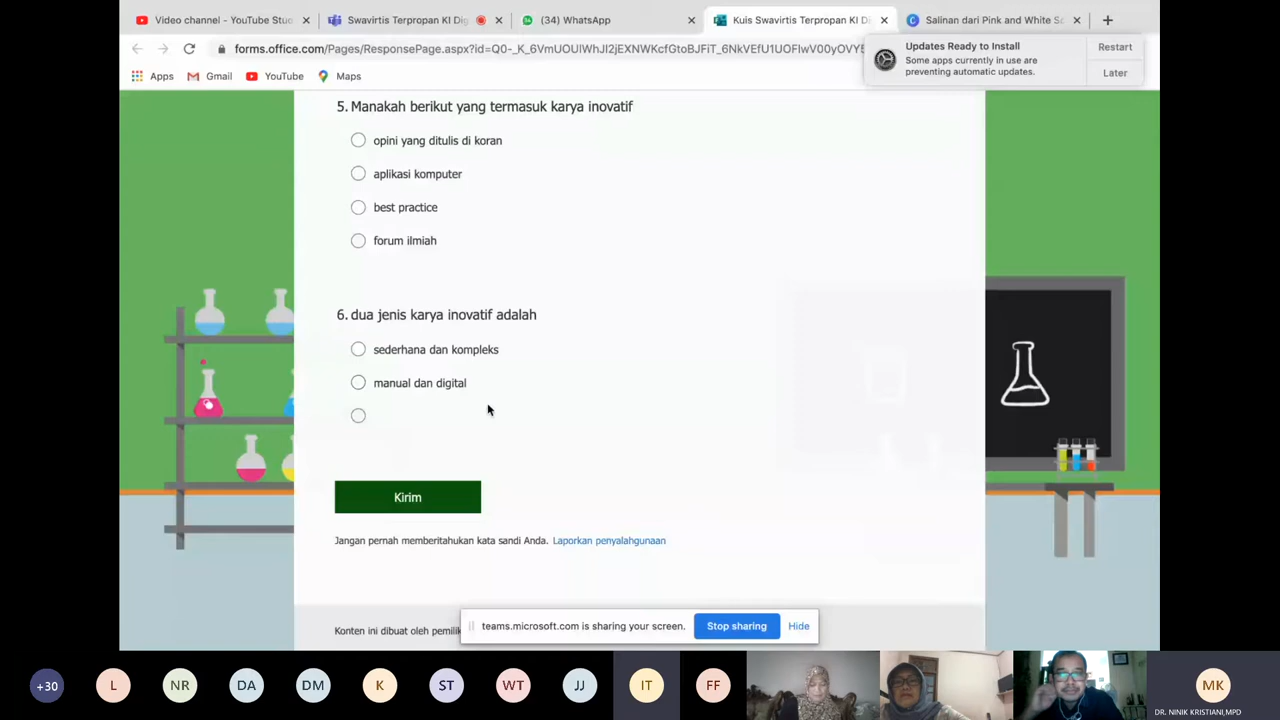 Video channel - YouTube Stu
Swavirtis Terpropan KI Dig
(34) WhatsApp
Kuis Swavirtis Terpropan KI Di
Salinan dari Pink and White Sc
forms.office.com/Pages/ResponsePage.aspx?id=Q0-_K_6VmUOUlWhJI2jEXNWKcfGtoBJFiT_6NkVEfU1UOFIwV00yOVY5
Updates Ready to Install
Some apps currently in use are
preventing automatic updates.
Restart
Later
Apps
Gmail
YouTube
Maps
5. Manakah berikut yang termasuk karya inovatif
opini yang ditulis di koran
aplikasi komputer
best practice
forum ilmiah
6. dua jenis karya inovatif adalah
sederhana dan kompleks
manual dan digital
Kirim
Jangan pernah memberitahukan kata sandi Anda. Laporkan penyalahgunaan
Konten ini dibuat oleh pemilik
teams.microsoft.com is sharing your screen.
Stop sharing
Hide
+30
L
NR
DA
DM
K
ST
WT
JJ
IT
FF
MK
DR. NINIK KRISTIANI,MPD